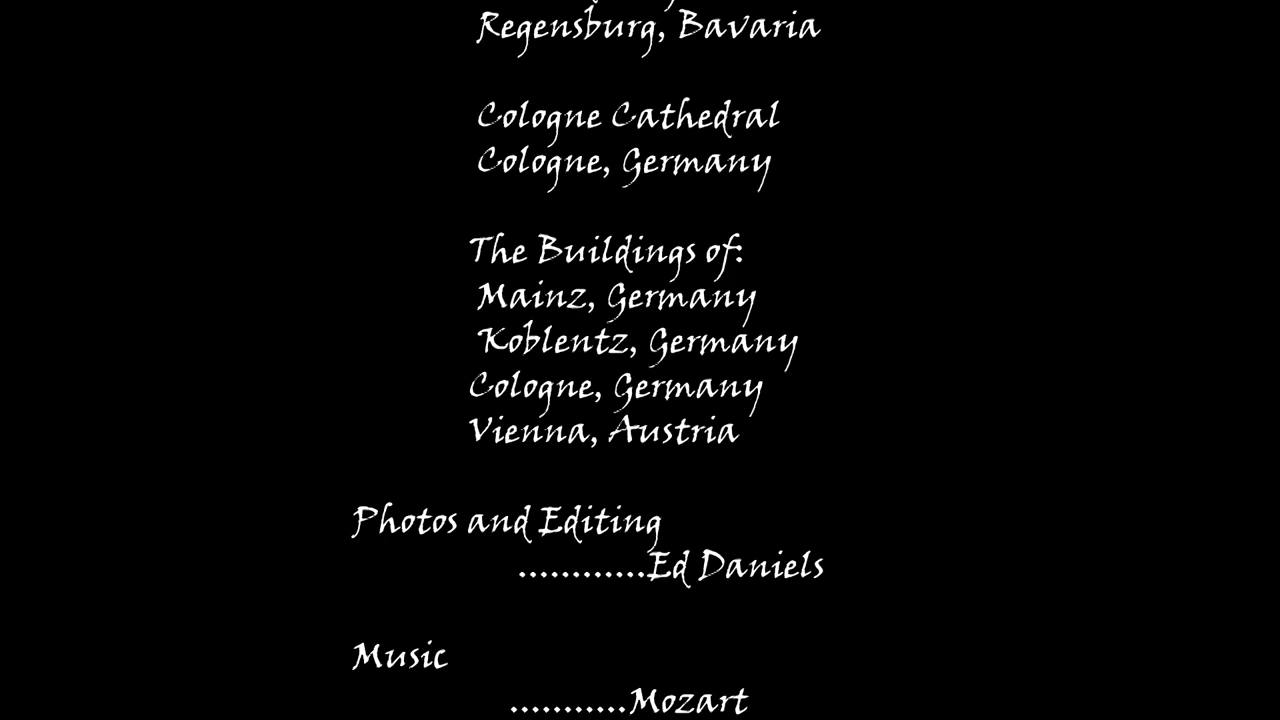 Regensburg, Bavaria
Cologne Cathedral
Cologne, Germany
The Buildings of:
Mainz, Germany
Koblentz, Germany
Cologne, Germany
Vienna, Austria
Photos and Editing
............Ed Daniels
Music
...........Mozart